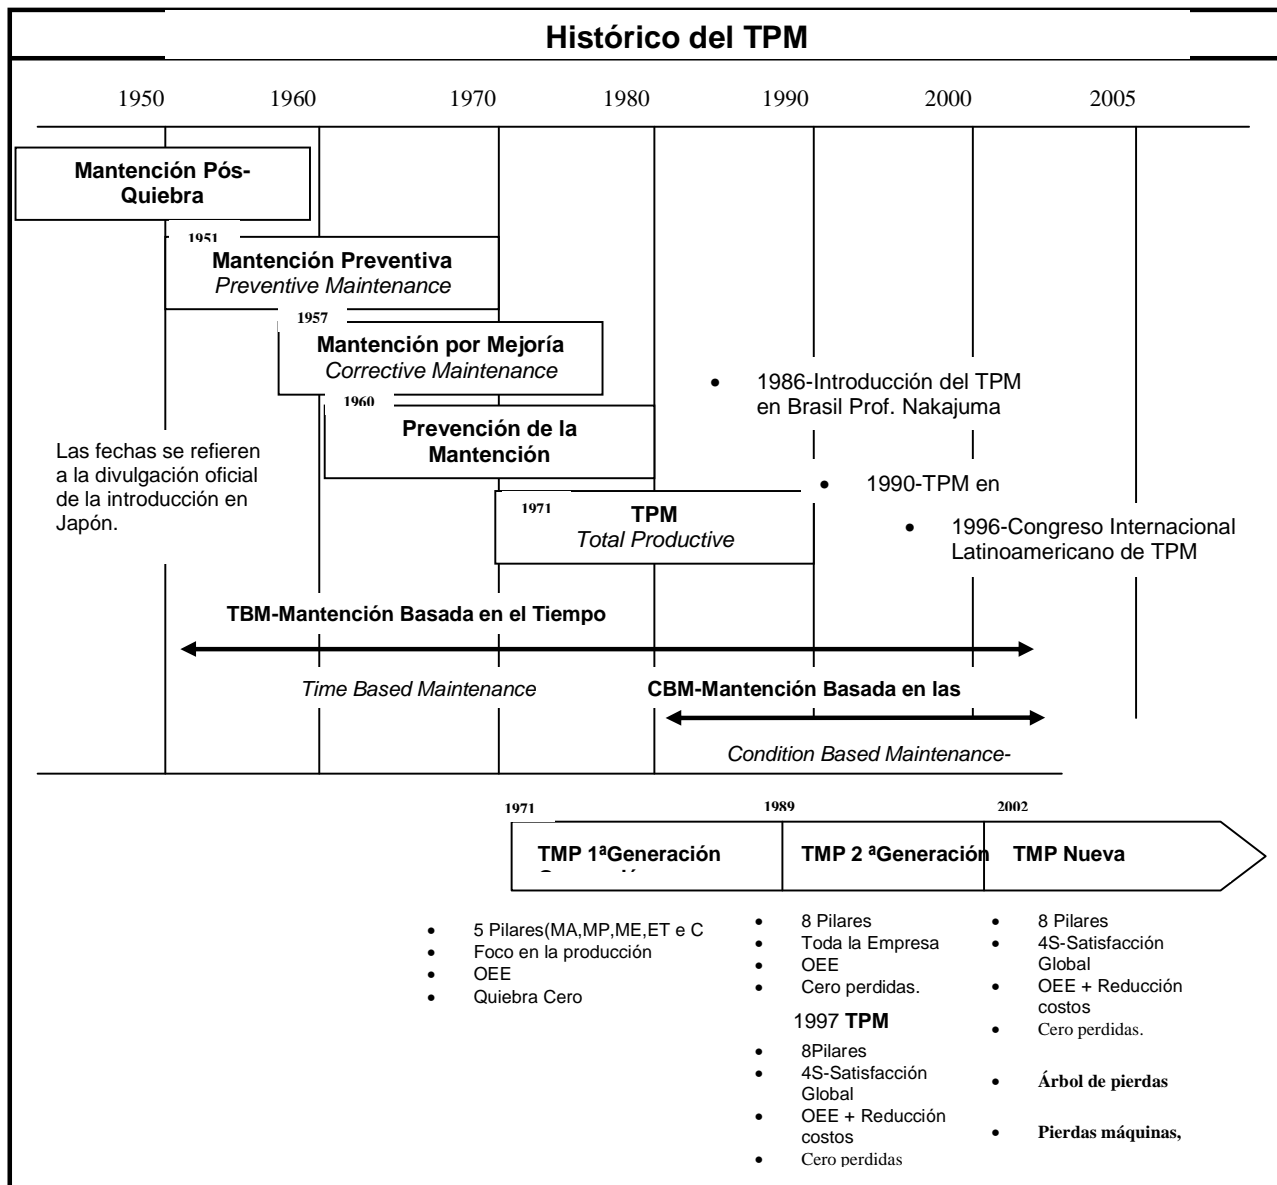 Histórico del TPM
1950 1960 1970 1980 1990 2000 2005
Mantención Pós-
Quiebra
1951
Mantención Preventiva
Preventive Maintenance
1957
Mantención por Mejoría
Corrective Maintenance
1960
Prevención de la
Mantención
1971
TPM
Total Productive
Las fechas se refieren
a la divulgación oficial
de la introducción en
Japón.
• 1986-Introducción del TPM
en Brasil Prof. Nakajuma
• 1990-TPM en
• 1996-Congreso Internacional
Latinoamericano de TPM
TBM-Mantención Basada en el Tiempo
Time Based Maintenance
CBM-Mantención Basada en las
Condition Based Maintenance-
1971
TMP 1ªGeneración
1989
TMP 2 ªGeneración
2002
TMP Nueva
• 5 Pilares(MA,MP,ME,ET e C
• Foco en la producción
• OEE
• Quiebra Cero
• 8 Pilares
• Toda la Empresa
• OEE
• Cero perdidas.
1997 TPM
• 8Pilares
• 4S-Satisfacción
Global
• OEE + Reducción
costos
• Cero perdidas
• 8 Pilares
• 4S-Satisfacción
Global
• OEE + Reducción
costos
• Cero perdidas.
• Árbol de pierdas
• Pierdas máquinas,